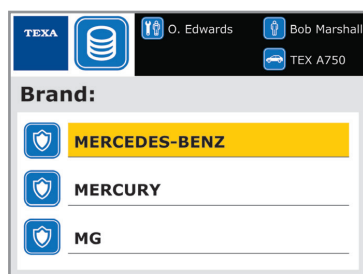 TEXA
O. Edwards
Bob Marshall
TEX A750
Brand:
MERCEDES-BENZ
MERCURY
MG